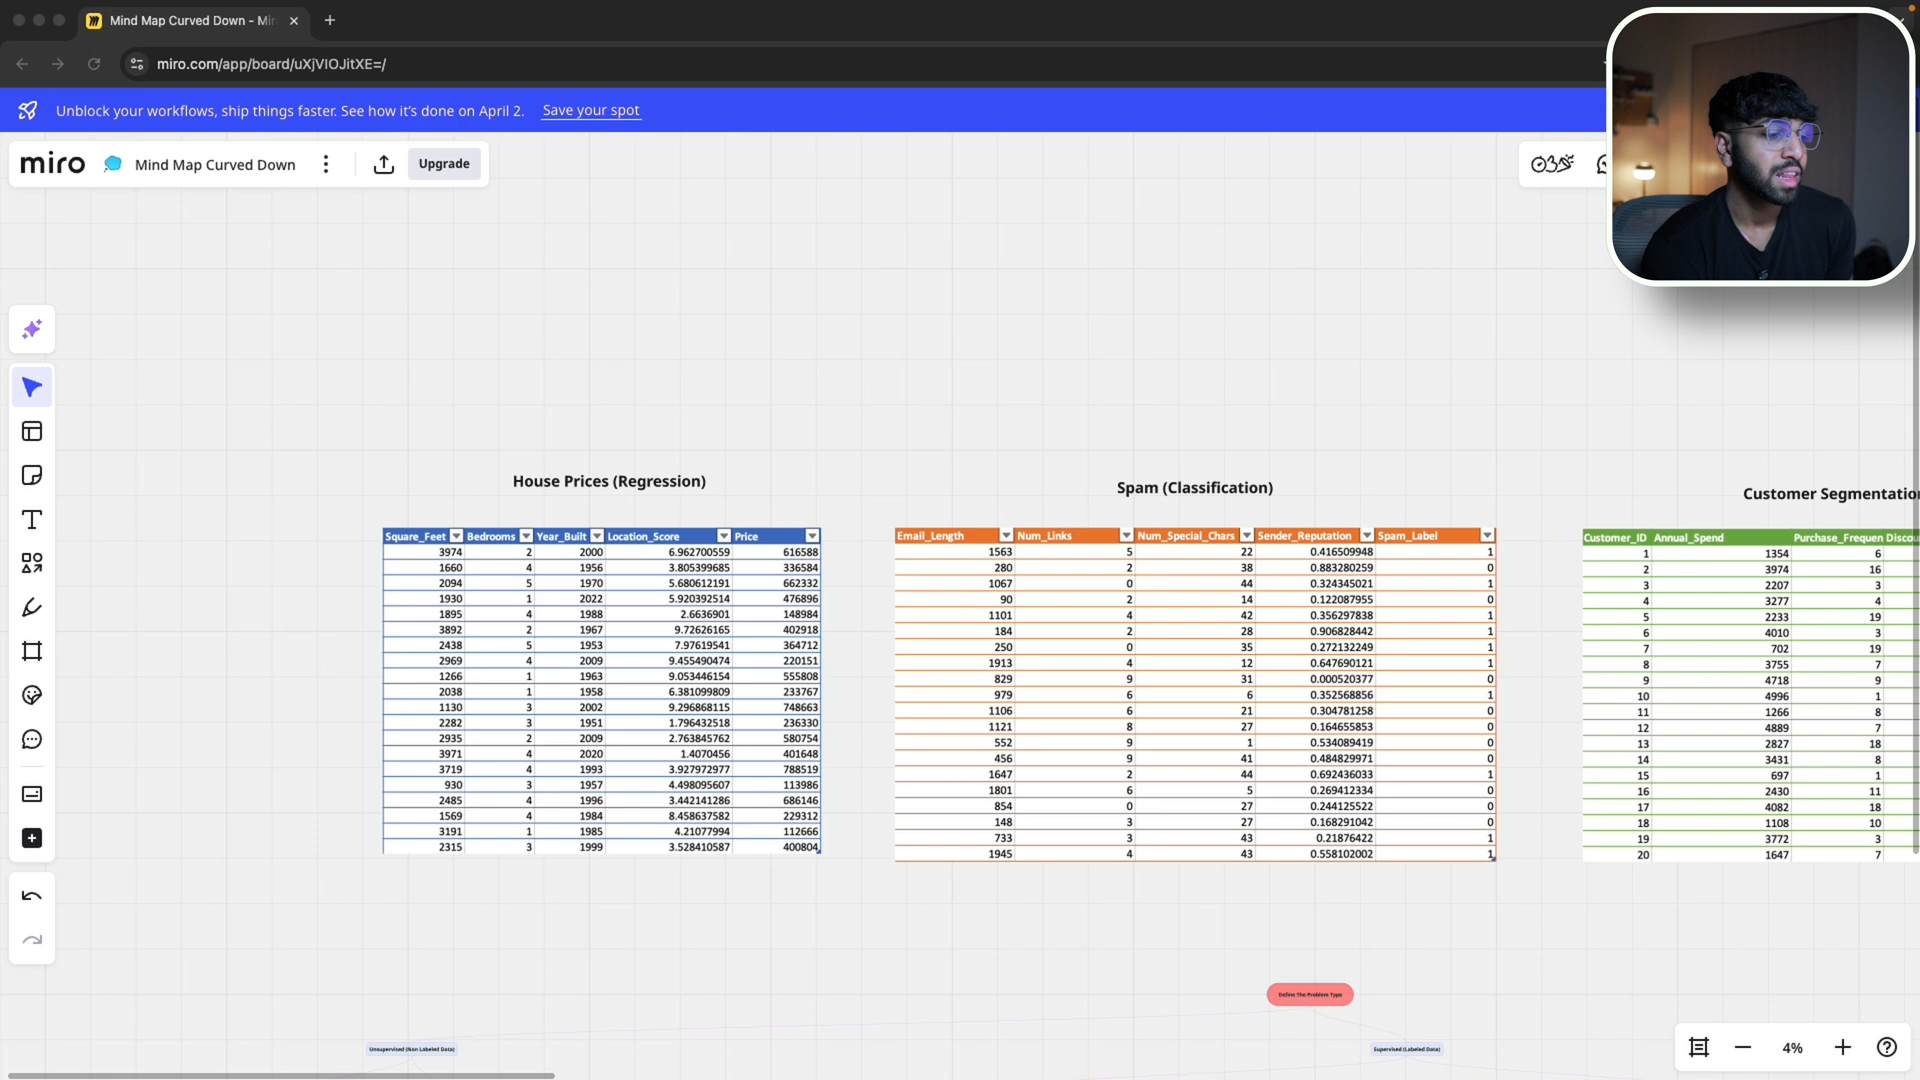 Mind Map Curved Down - Mir
miro.com/app/board/uXjVIOJitXE=/
Unblock your workflows, ship things faster. See how it's done on April 2. Save your spot
miro Mind Map Curved Down Upgrade
House Prices (Regression)
Square_Feet Bedrooms Year_Built Location_Score Price
3974 2 2000 6.962700559 616588
1660 4 1956 3.805399685 336584
2094 5 1970 5.680612191 662332
1930 1 2022 5.920392514 476896
1895 4 1988 2.6636901 148984
3892 2 1967 9.72626165 402918
2438 5 1953 7.97619541 364712
2969 4 2009 9.455490474 220151
1266 1 1963 9.053446154 555808
2038 1 1958 6.381099809 233767
1130 3 2002 9.296868115 748663
2282 3 1951 1.796432518 236330
2935 2 2009 2.763845762 580754
3971 4 2020 1.4070456 401648
3719 4 1993 3.927972977 788519
930 3 1957 4.498095607 113986
2485 4 1996 3.442141286 686146
1569 4 1984 8.458637582 229312
3191 1 1985 4.21077994 112666
2315 3 1999 3.528410587 400804
Spam (Classification)
Email_Length Num_Links Num_Special_Chars Sender_Reputation Spam_Label
1563 5 22 0.416509948 1
280 2 38 0.883280259 0
1067 0 44 0.324345021 1
90 2 14 0.122087955 0
1101 4 42 0.356297838 1
184 2 28 0.906828442 1
250 0 35 0.272132249 1
1913 4 12 0.647690121 1
829 9 31 0.000520377 0
979 6 6 0.352568856 1
1106 6 21 0.304781258 0
1121 8 27 0.164655853 0
552 9 1 0.534089419 0
456 9 41 0.484829971 0
1647 2 44 0.692436033 1
1801 6 5 0.269412334 0
854 0 27 0.244125522 0
148 3 27 0.168291042 0
733 3 43 0.21876422 1
1945 4 43 0.558102002 1
Customer Segmentatio
Customer_ID Annual_Spend Purchase_Frequen Discou
1 1354 6
2 3974 16
3 2207 3
4 3277 4
5 2233 19
6 4010 3
7 702 19
8 3755 7
9 4718 9
10 4996 1
11 1266 8
12 4889 7
13 2827 18
14 3431 8
15 697 1
16 2430 11
17 4082 18
18 1108 10
19 3772 3
20 1647 7
Define The Problem Type
Unsupervised (Non Labeled Data)
Supervised (Labeled Data)
4%